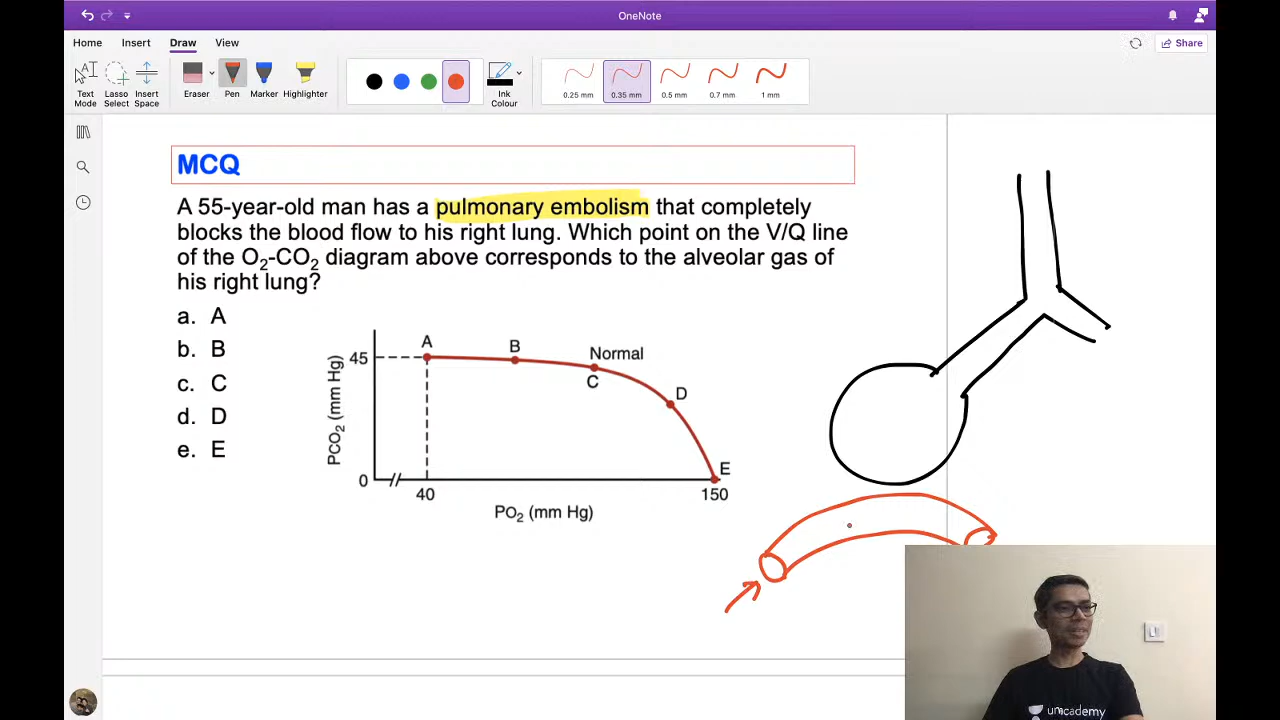 OneNote
Home Insert Draw View
Share
Text Mode
Lasso Select
Insert Space
Eraser
Pen
Marker
Highlighter
Ink Colour
0.25 mm
0.35 mm
0.5 mm
0.7 mm
1 mm
MCQ
A 55-year-old man has a pulmonary embolism that completely
blocks the blood flow to his right lung. Which point on the V/Q line
of the O₂-CO₂ diagram above corresponds to the alveolar gas of
his right lung?
a. A
b. B
c. C
d. D
e. E
A
B
Normal
C
D
E
45
0
PCO₂ (mm Hg)
40
150
PO₂ (mm Hg)
unacademy